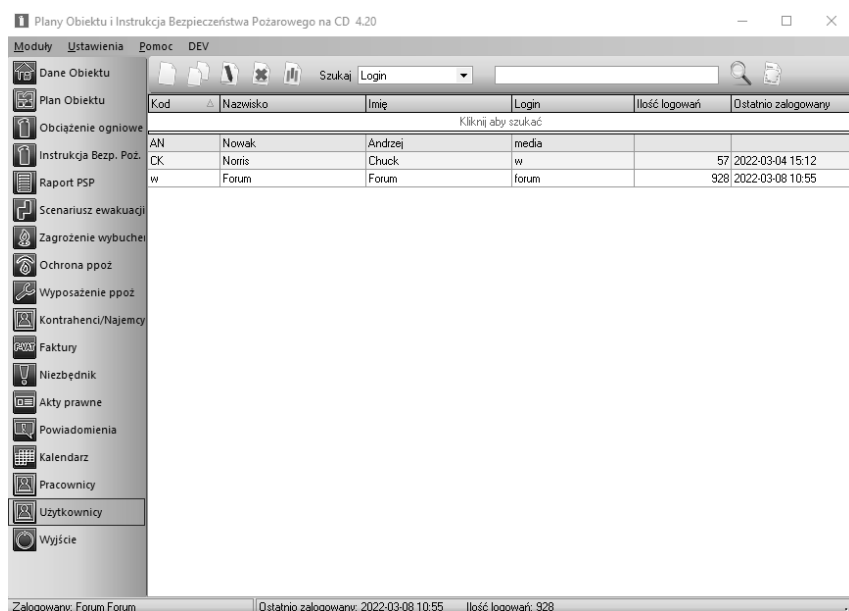 Plany Obiektu i Instrukcja Bezpieczeństwa Pożarowego na CD 4.20
Moduły Ustawienia Pomoc DEV
Dane Obiektu
Plan Obiektu
Obciążenie ogniowe
Instrukcja Bezp. Poż.
Raport PSP
Scenariusz ewakuacji
Zagrożenie wybuchem
Ochrona ppoż
Wyposażenie ppoż
Kontrahenci/Najemcy
Faktury
Niezbędnik
Akty prawne
Powiadomienia
Kalendarz
Pracownicy
Użytkownicy
Wyjście
Szukaj Login
Kod Nazwisko Imię Login Ilość logowań Ostatnio zalogowany
Kliknij aby szukać
AN Nowak Andrzej media
CK Norris Chuck w 57 2022-03-04 15:12
w Forum Forum forum 928 2022-03-08 10:55
Zalogowany: Forum Forum Ostatnio zalogowany: 2022-03-08 10:55 Ilość logowań: 928